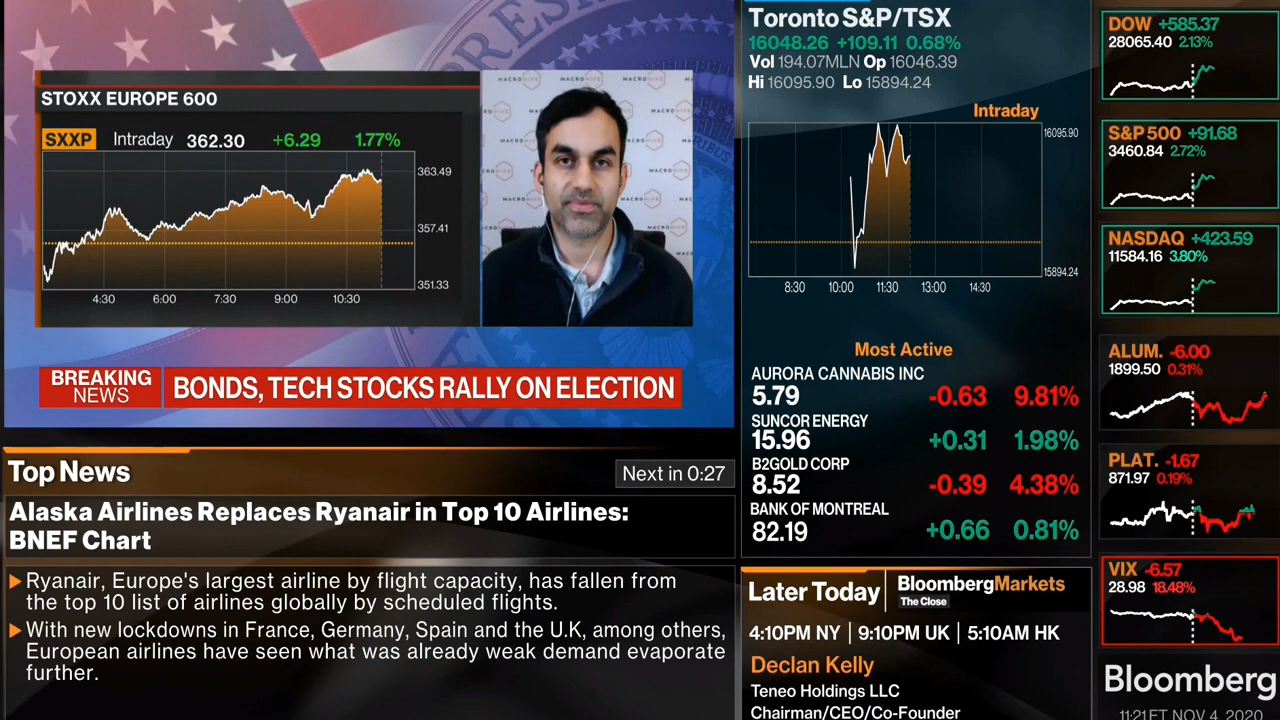 STOXX EUROPE 600
SXXP Intraday 362.30 +6.29 1.77%
363.49
357.41
351.33
4:30 6:00 7:30 9:00 10:30
MACROHIVE
BREAKING NEWS
BONDS, TECH STOCKS RALLY ON ELECTION
Top News
Next in 0:27
Alaska Airlines Replaces Ryanair in Top 10 Airlines:
BNEF Chart
Ryanair, Europe's largest airline by flight capacity, has fallen from
the top 10 list of airlines globally by scheduled flights.
With new lockdowns in France, Germany, Spain and the U.K, among others,
European airlines have seen what was already weak demand evaporate
further.
Toronto S&P/TSX
16048.26 +109.11 0.68%
Vol 194.07MLN Op 16046.39
Hi 16095.90 Lo 15894.24
Intraday
16095.90
15894.24
8:30 10:00 11:30 13:00 14:30
Most Active
AURORA CANNABIS INC
5.79 -0.63 9.81%
SUNCOR ENERGY
15.96 +0.31 1.98%
B2GOLD CORP
8.52 -0.39 4.38%
BANK OF MONTREAL
82.19 +0.66 0.81%
Later Today
BloombergMarkets
The Close
4:10PM NY | 9:10PM UK | 5:10AM HK
Declan Kelly
Teneo Holdings LLC
Chairman/CEO/Co-Founder
DOW +585.37
28065.40 2.13%
S&P 500 +91.68
3460.84 2.72%
NASDAQ +423.59
11584.16 3.80%
ALUM. -6.00
1899.50 0.31%
PLAT. -1.67
871.97 0.19%
VIX -6.57
28.98 18.48%
Bloomberg
11:21 ET NOV 4, 2020